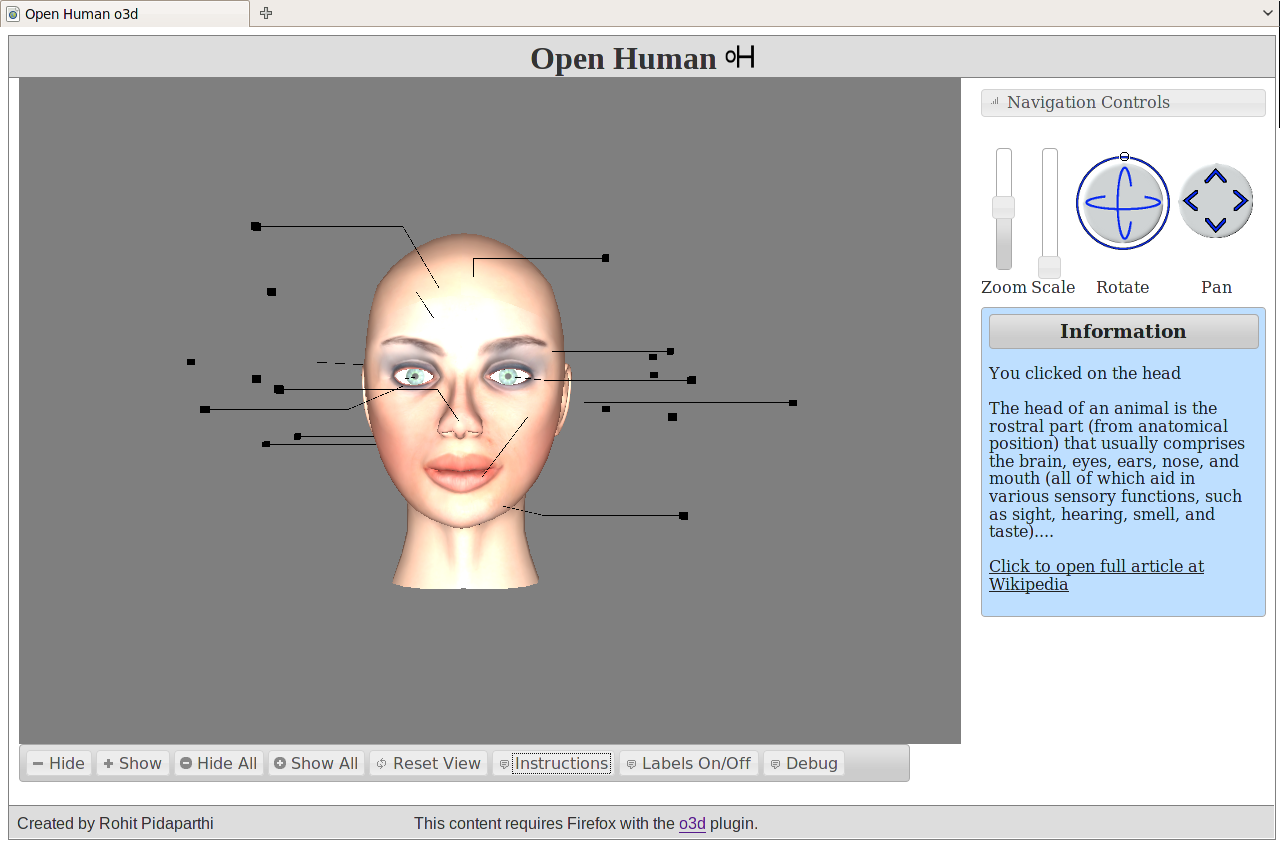 Open Human o3d
Open Human
Navigation Controls
Zoom Scale Rotate Pan
Information
You clicked on the head
The head of an animal is the
rostral part (from anatomical
position) that usually comprises
the brain, eyes, ears, nose, and
mouth (all of which aid in
various sensory functions, such
as sight, hearing, smell, and
taste)....
Click to open full article at
Wikipedia
Hide Show Hide All Show All Reset View Instructions Labels On/Off Debug
Created by Rohit Pidaparthi This content requires Firefox with the o3d plugin.